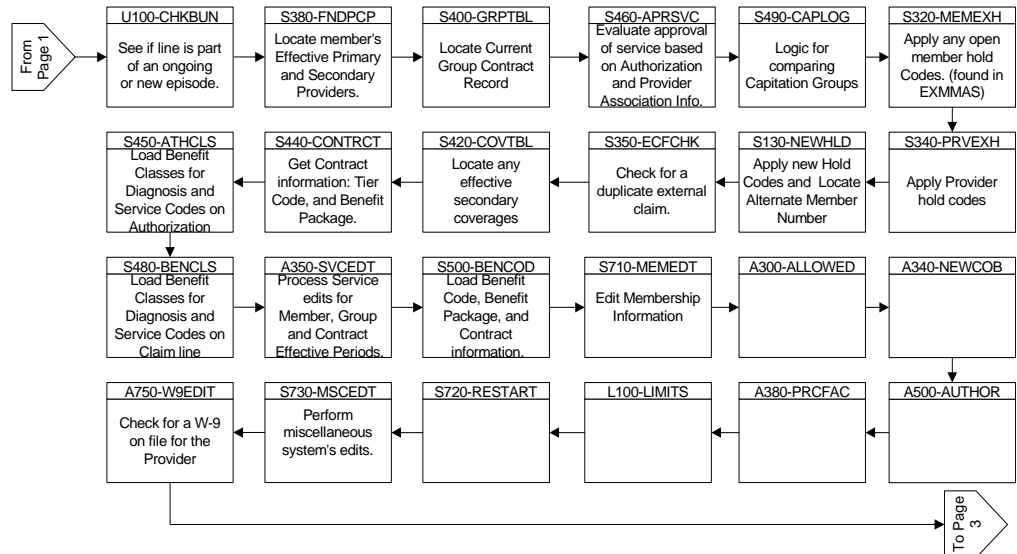 From
Page 1
U100-CHKBUN
See if line is part
of an ongoing
or new episode.
S380-FNDPCP
Locate member's
Effective Primary
and Secondary
Providers.
S400-GRPTBL
Locate Current
Group Contract
Record
S460-APRSVC
Evaluate approval
of service based
on Authorization
and Provider
Association Info.
S490-CAPLOG
Logic for
comparing
Capitation Groups
S320-MEMEXH
Apply any open
member hold
Codes. (found in
EXMMAS)
S450-ATHCLS
Load Benefit
Classes for
Diagnosis and
Service Codes on
Authorization
S440-CONTRCT
Get Contract
information: Tier
Code, and Benefit
Package.
S420-COVTBL
Locate any
effective
secondary
coverages
S350-ECFCHK
Check for a
duplicate external
claim.
S130-NEWHLD
Apply new Hold
Codes and Locate
Alternate Member
Number
S340-PRVEXH
Apply Provider
hold codes
S480-BENCLS
Load Benefit
Classes for
Diagnosis and
Service Codes on
Claim line
A350-SVCEDT
Process Service
edits for
Member, Group
and Contract
Effective Periods.
S500-BENCOD
Load Benefit
Code, Benefit
Package, and
Contract
information.
S710-MEMEDT
Edit Membership
Information
A300-ALLOWED
A340-NEWCOB
A750-W9EDIT
Check for a W-9
on file for the
Provider
S730-MSCEDT
Perform
miscellaneous
system's edits.
S720-RESTART
L100-LIMITS
A380-PRCFAC
A500-AUTHOR
To Page
3